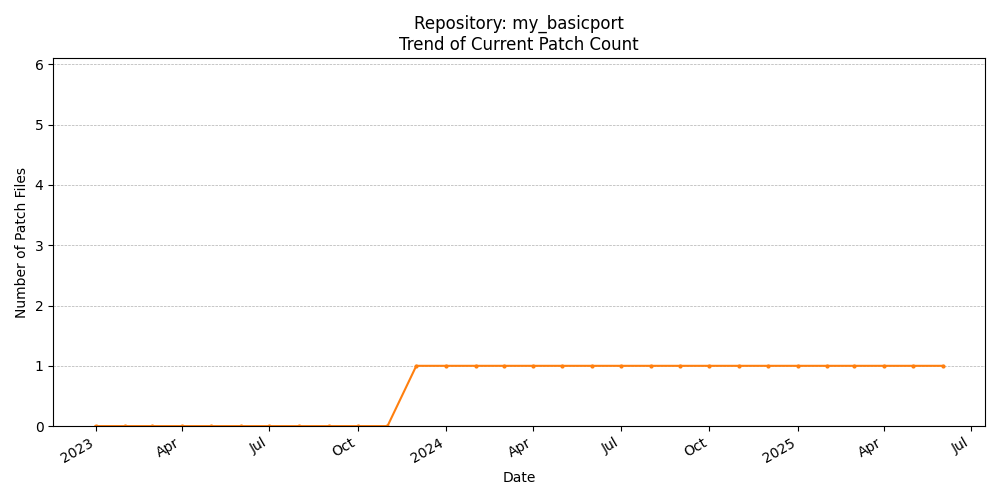 Repository: my_basicport
Trend of Current Patch Count
6
5
4
3
2
1
0
Number of Patch Files
2023
Apr
Jul
Oct
2024
Apr
Jul
Oct
2025
Apr
Jul
Date